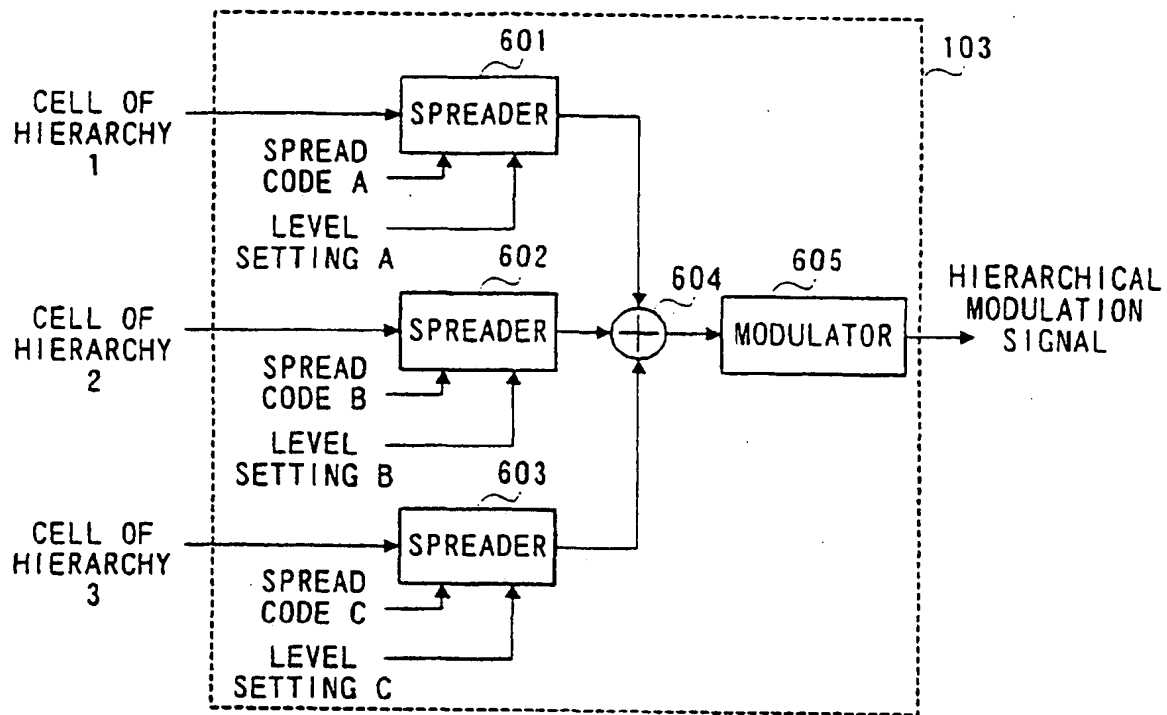 601
103
CELL OF
HIERARCHY
1
SPREADER
SPREAD
CODE A
LEVEL
SETTING A
602
604
605
CELL OF
HIERARCHY
2
SPREADER
MODULATOR
HIERARCHICAL
MODULATION
SIGNAL
SPREAD
CODE B
LEVEL
SETTING B
603
CELL OF
HIERARCHY
3
SPREADER
SPREAD
CODE C
LEVEL
SETTING C